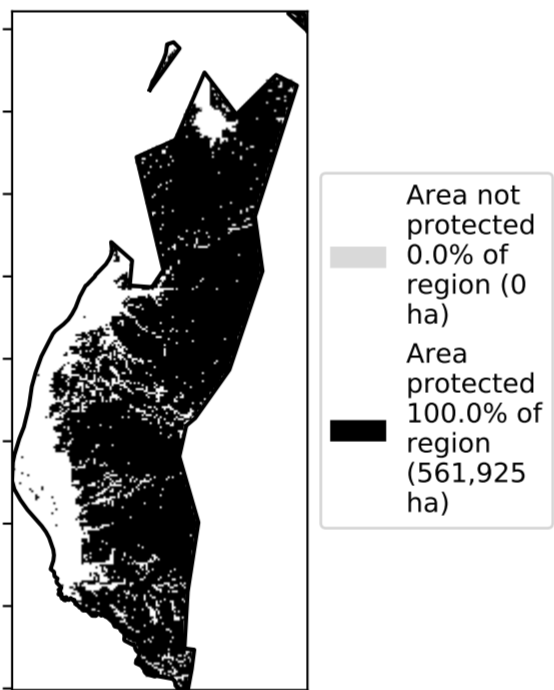 Area not
protected
0.0% of
region (0
ha)
Area
protected
100.0% of
region
(561,925
ha)